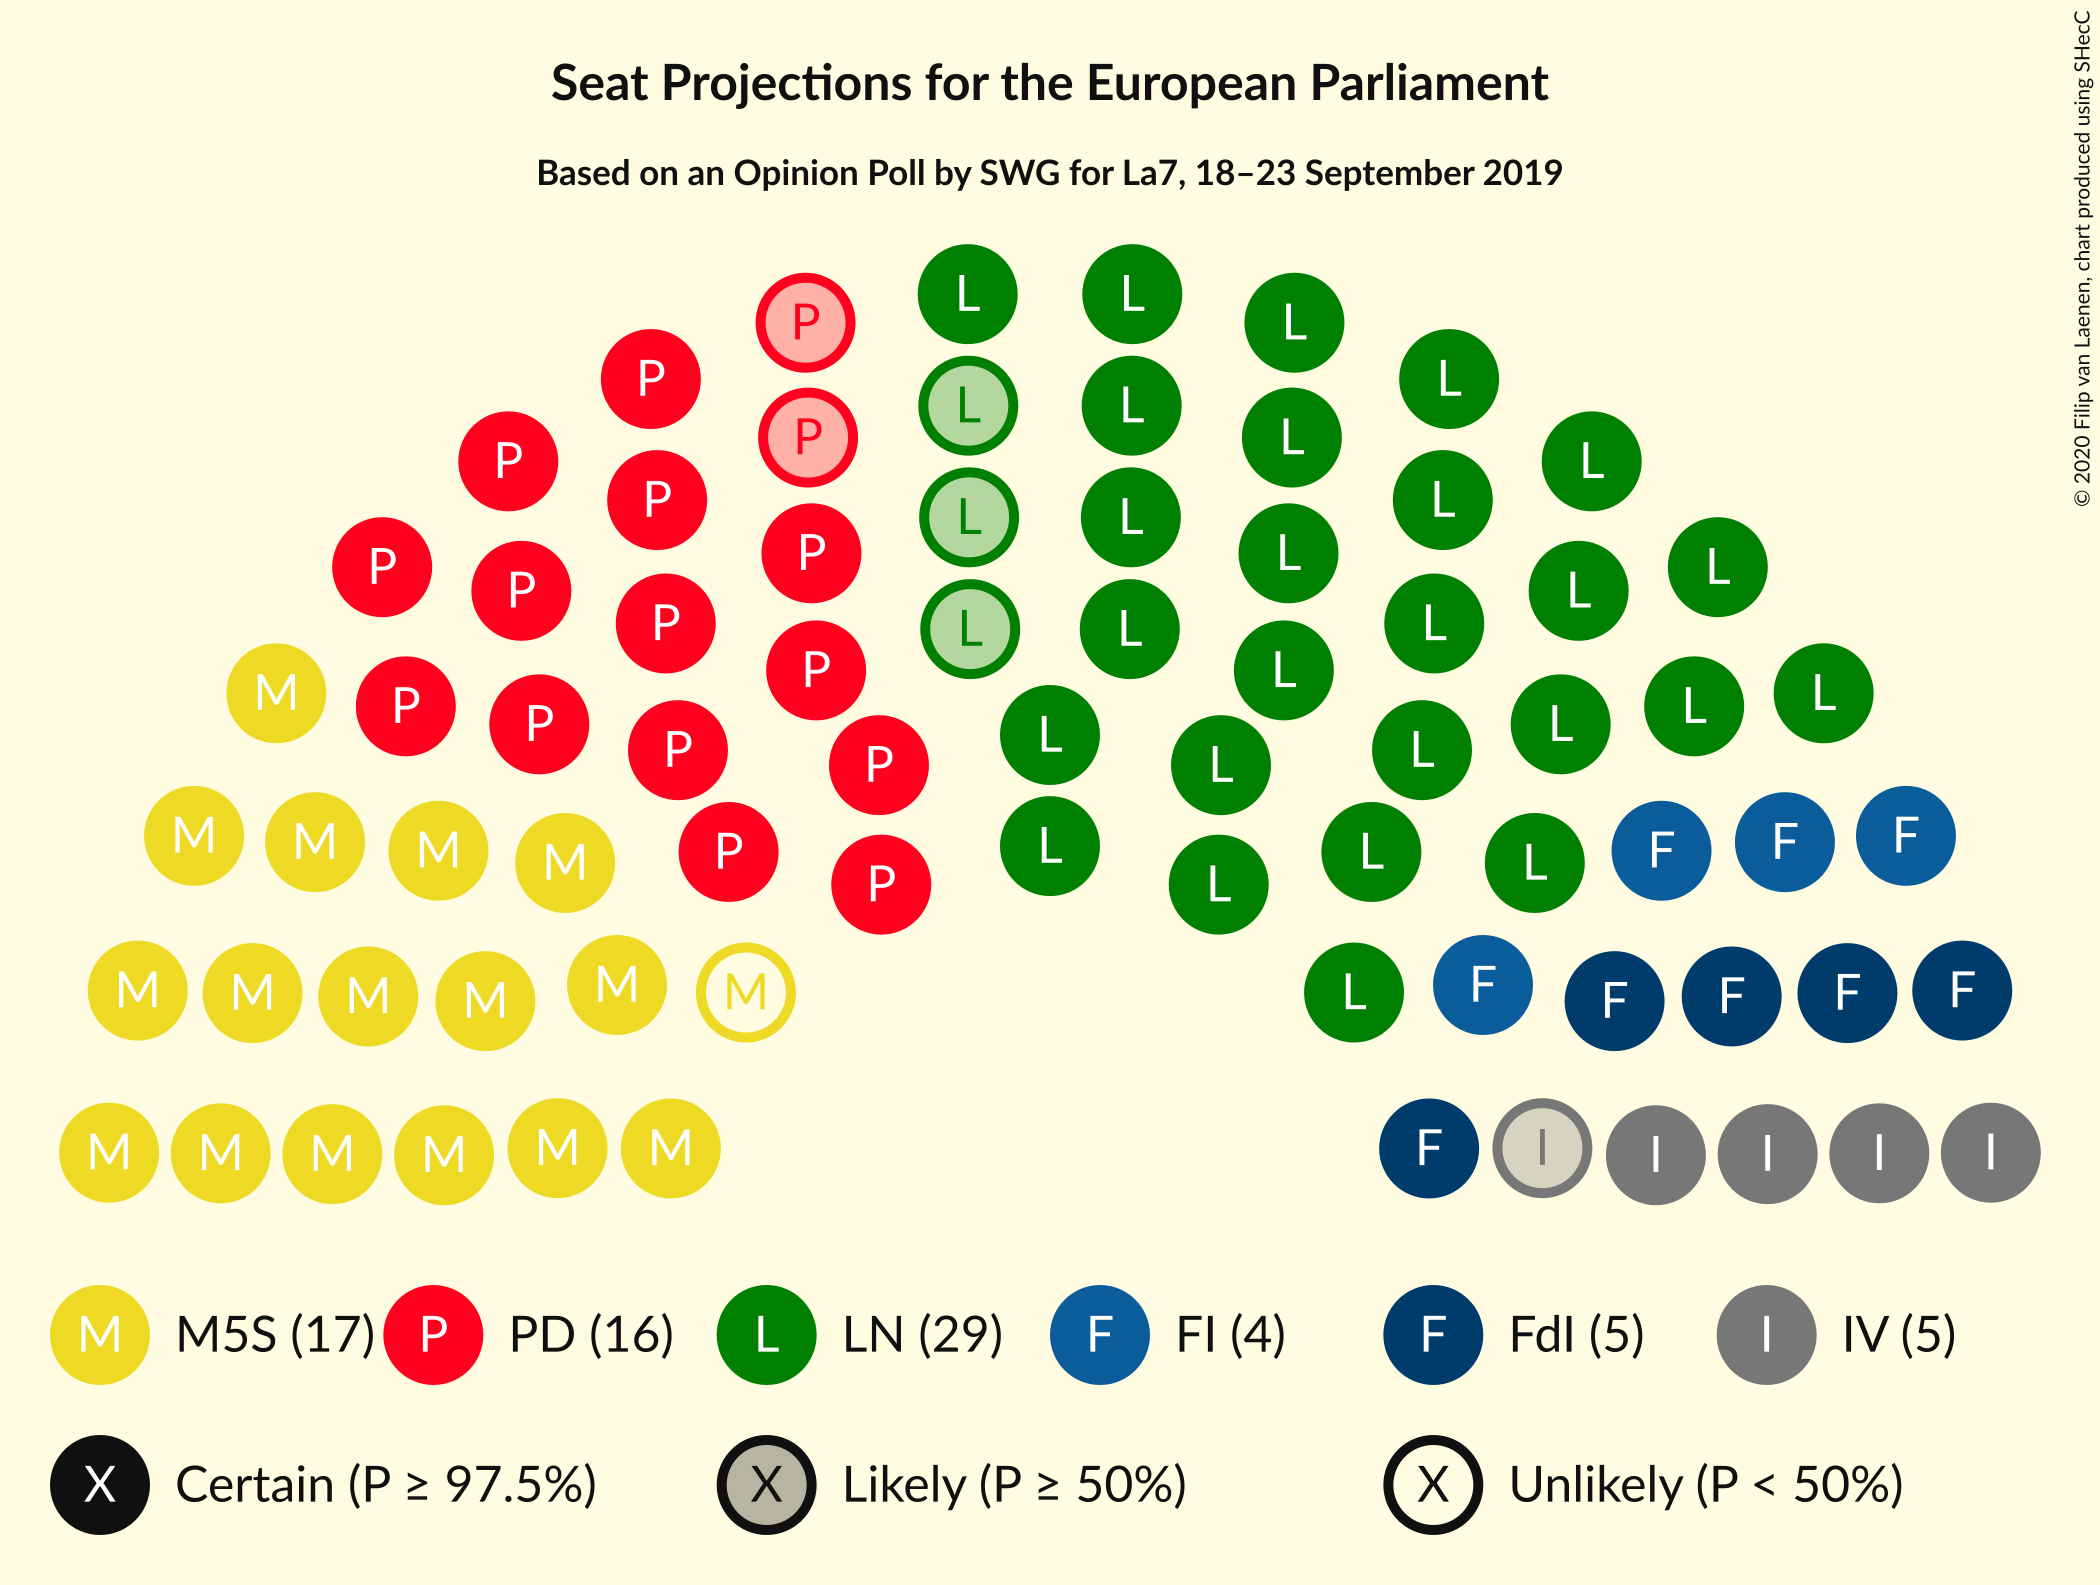 Seat Projections for the European Parliament
Based on an Opinion Poll by SWG for La7, 18–23 September 2019
© 2020 Filip van Laenen, chart produced using SHecC
L L
P L
P L
L L
P L
P L
P L
L L
P L
P L
P L
P L
L L
P L
M L
P L
P L
P L
L
P L
M F
M F
M F
M L
P L
L
P L
M F
M F
M F
M F
M F
M L
M F
M I
M I
M I
M I
M I
M F
M M5S (17) P PD (16) L LN (29) F FI (4) F FdI (5) I IV (5)
X Certain (P ≥ 97.5%) X Likely (P ≥ 50%) X Unlikely (P < 50%)